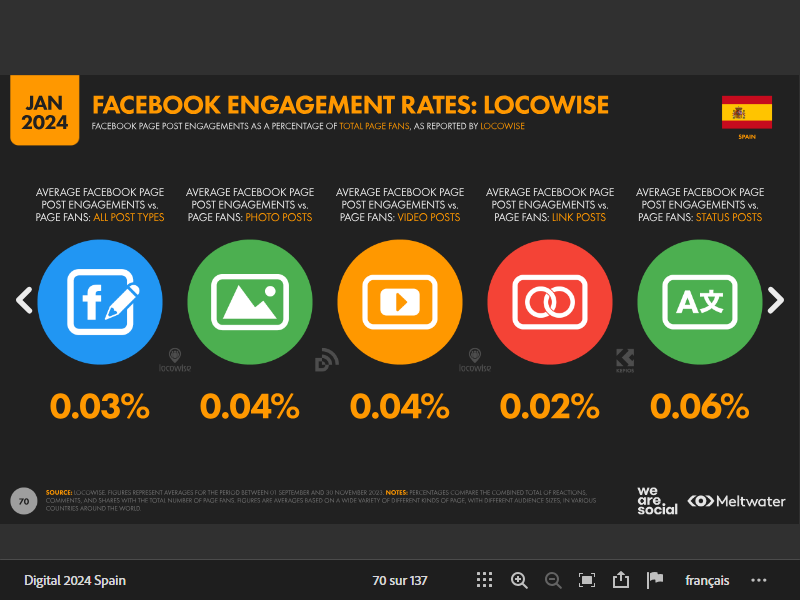 JAN
2024
FACEBOOK ENGAGEMENT RATES: LOCOWISE
FACEBOOK PAGE POST ENGAGEMENTS AS A PERCENTAGE OF TOTAL PAGE FANS, AS REPORTED BY LOCOWISE
SPAIN
AVERAGE FACEBOOK PAGE
POST ENGAGEMENTS vs.
PAGE FANS: ALL POST TYPES
AVERAGE FACEBOOK PAGE
POST ENGAGEMENTS vs.
PAGE FANS: PHOTO POSTS
AVERAGE FACEBOOK PAGE
POST ENGAGEMENTS vs.
PAGE FANS: VIDEO POSTS
AVERAGE FACEBOOK PAGE
POST ENGAGEMENTS vs.
PAGE FANS: LINK POSTS
AVERAGE FACEBOOK PAGE
POST ENGAGEMENTS vs.
PAGE FANS: STATUS POSTS
f
A文
locowise
locowise
KEPIOS
0.03%
0.04%
0.04%
0.02%
0.06%
70
SOURCE: LOCOWISE. FIGURES REPRESENT AVERAGES FOR THE PERIOD BETWEEN 01 SEPTEMBER AND 30 NOVEMBER 2023. NOTES: PERCENTAGES COMPARE THE COMBINED TOTAL OF REACTIONS,
COMMENTS, AND SHARES WITH THE TOTAL NUMBER OF PAGE FANS. FIGURES ARE AVERAGES BASED ON A WIDE VARIETY OF DIFFERENT KINDS OF PAGE, WITH DIFFERENT AUDIENCE SIZES, IN VARIOUS
COUNTRIES AROUND THE WORLD.
we
are.
social
Meltwater
Digital 2024 Spain
70 sur 137
français